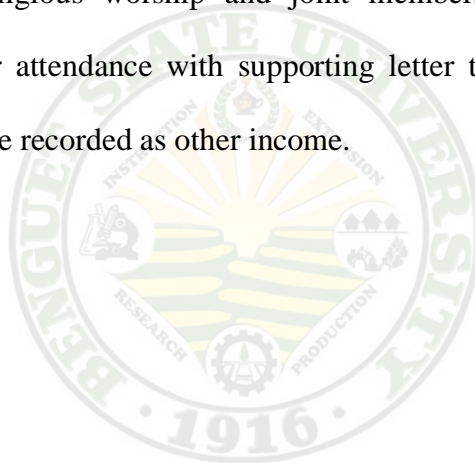 igious worship and joint members
attendance with supporting letter t
e recorded as other income.
BENGUET STATE UNIVERSITY
INSTRUCTION
EXTENSION
RESEARCH
PRODUCTION
· 1916 ·